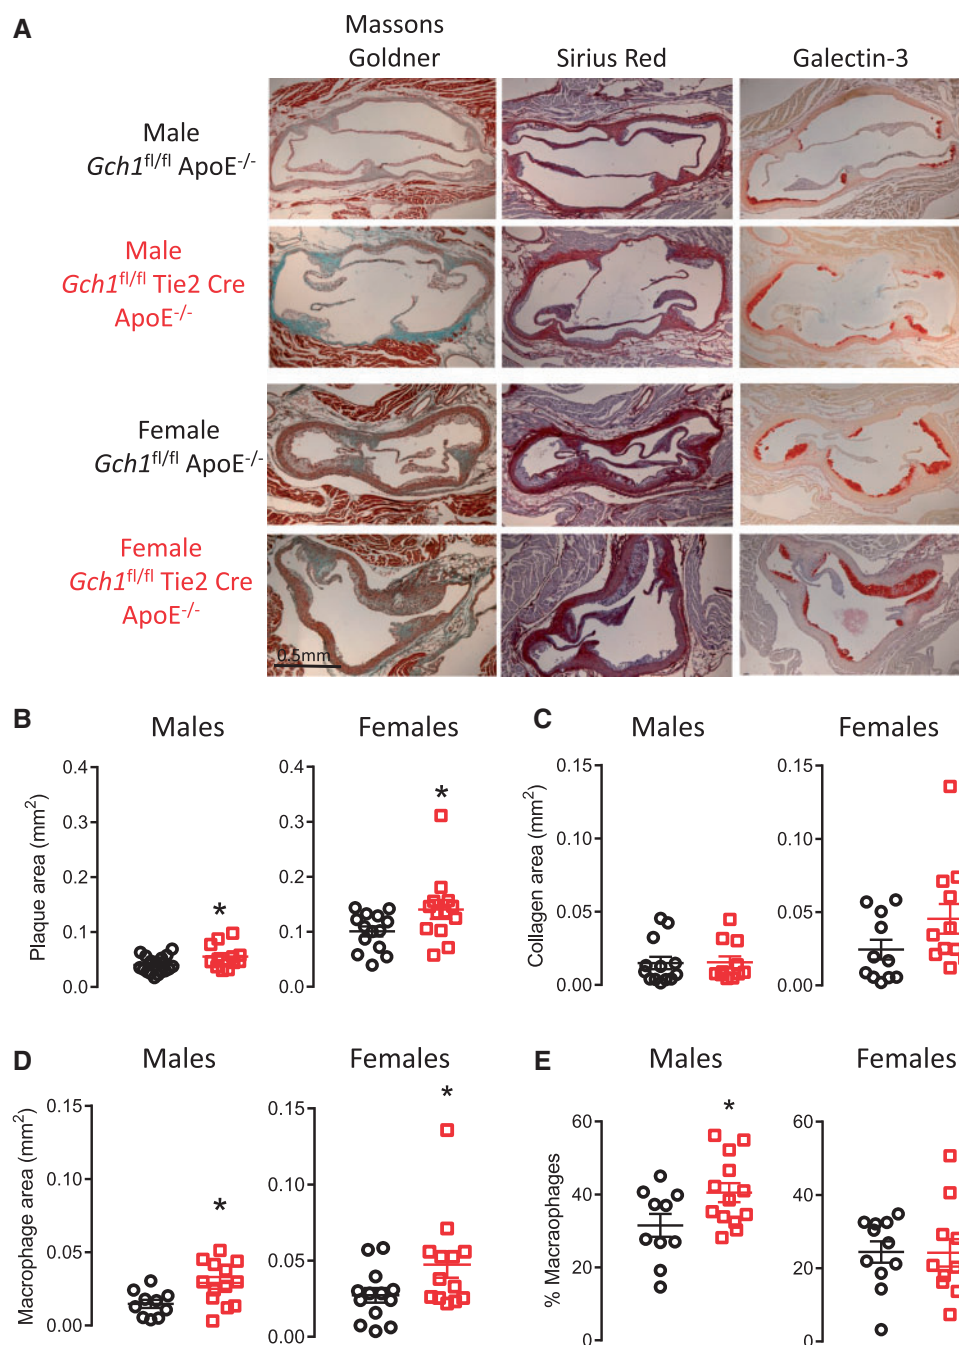 A
Massons
Goldner
Sirius Red
Galectin-3
Male
Gch1fl/fl ApoE-/-
Male
Gch1fl/fl Tie2 Cre
ApoE-/-
Female
Gch1fl/fl ApoE-/-
Female
Gch1fl/fl Tie2 Cre
ApoE-/-
0.5mm
B
Males
Females
Plaque area (mm2)
0.4
0.3
0.2
0.1
0.0
*
0.4
0.3
0.2
0.1
0.0
*
C
Males
Females
Collagen area (mm2)
0.15
0.10
0.05
0.00
0.15
0.10
0.05
0.00
D
Males
Females
Macrophage area (mm2)
0.15
0.10
0.05
0.00
*
0.15
0.10
0.05
0.00
*
E
Males
Females
% Macraophages
60
40
20
0
*
60
40
20
0